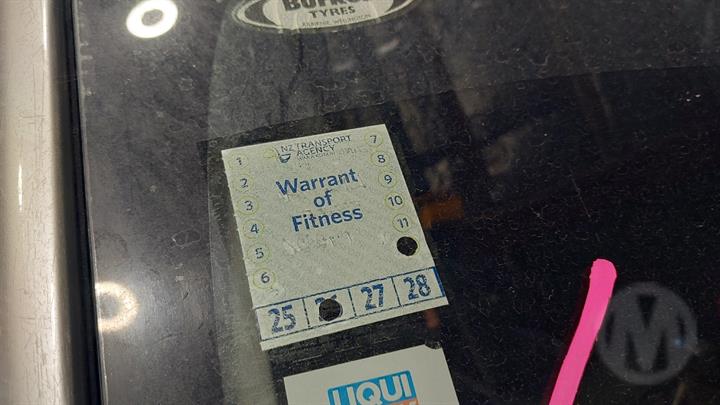 TYRES
NZ TRANSPORT
AGENCY
Warrant
of
Fitness
1
2
3
4
5
6
7
8
9
10
11
25 27 28
LIQUI
M